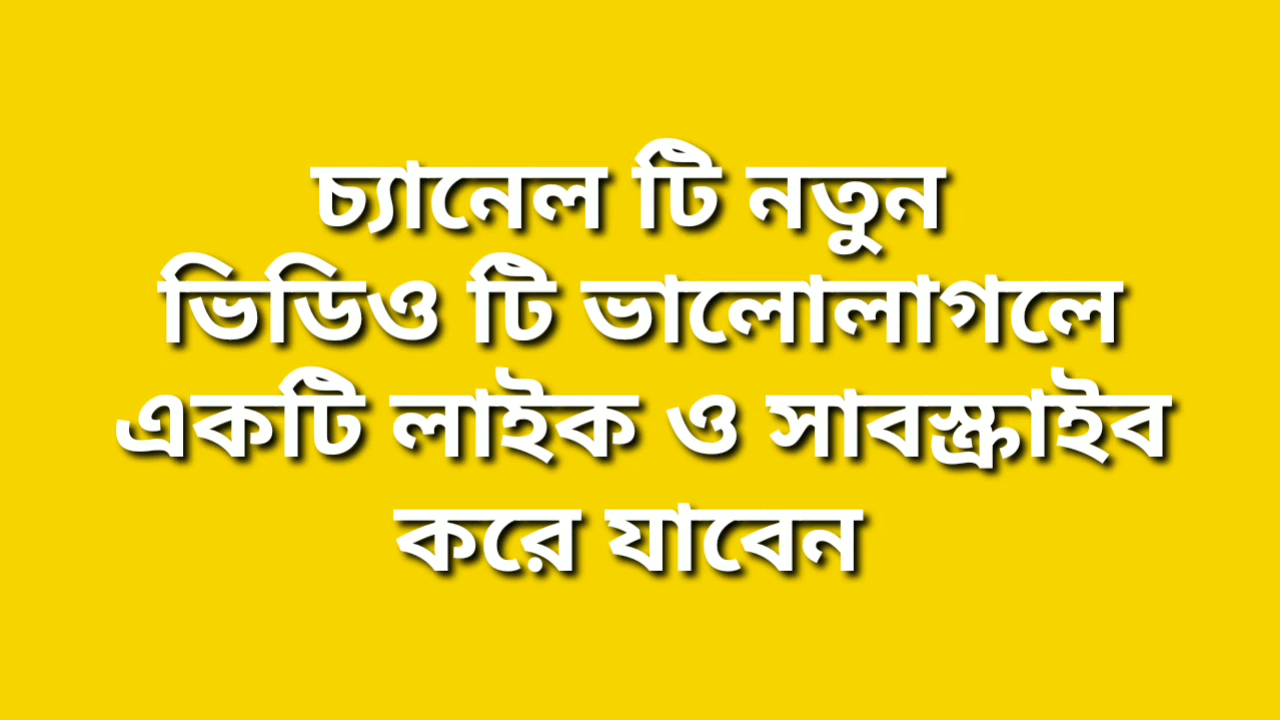 চ্যানেল টি নতুন
ভিডিও টি ভালোলাগলে
একটি লাইক ও সাবস্ক্রাইব
করে যাবেন